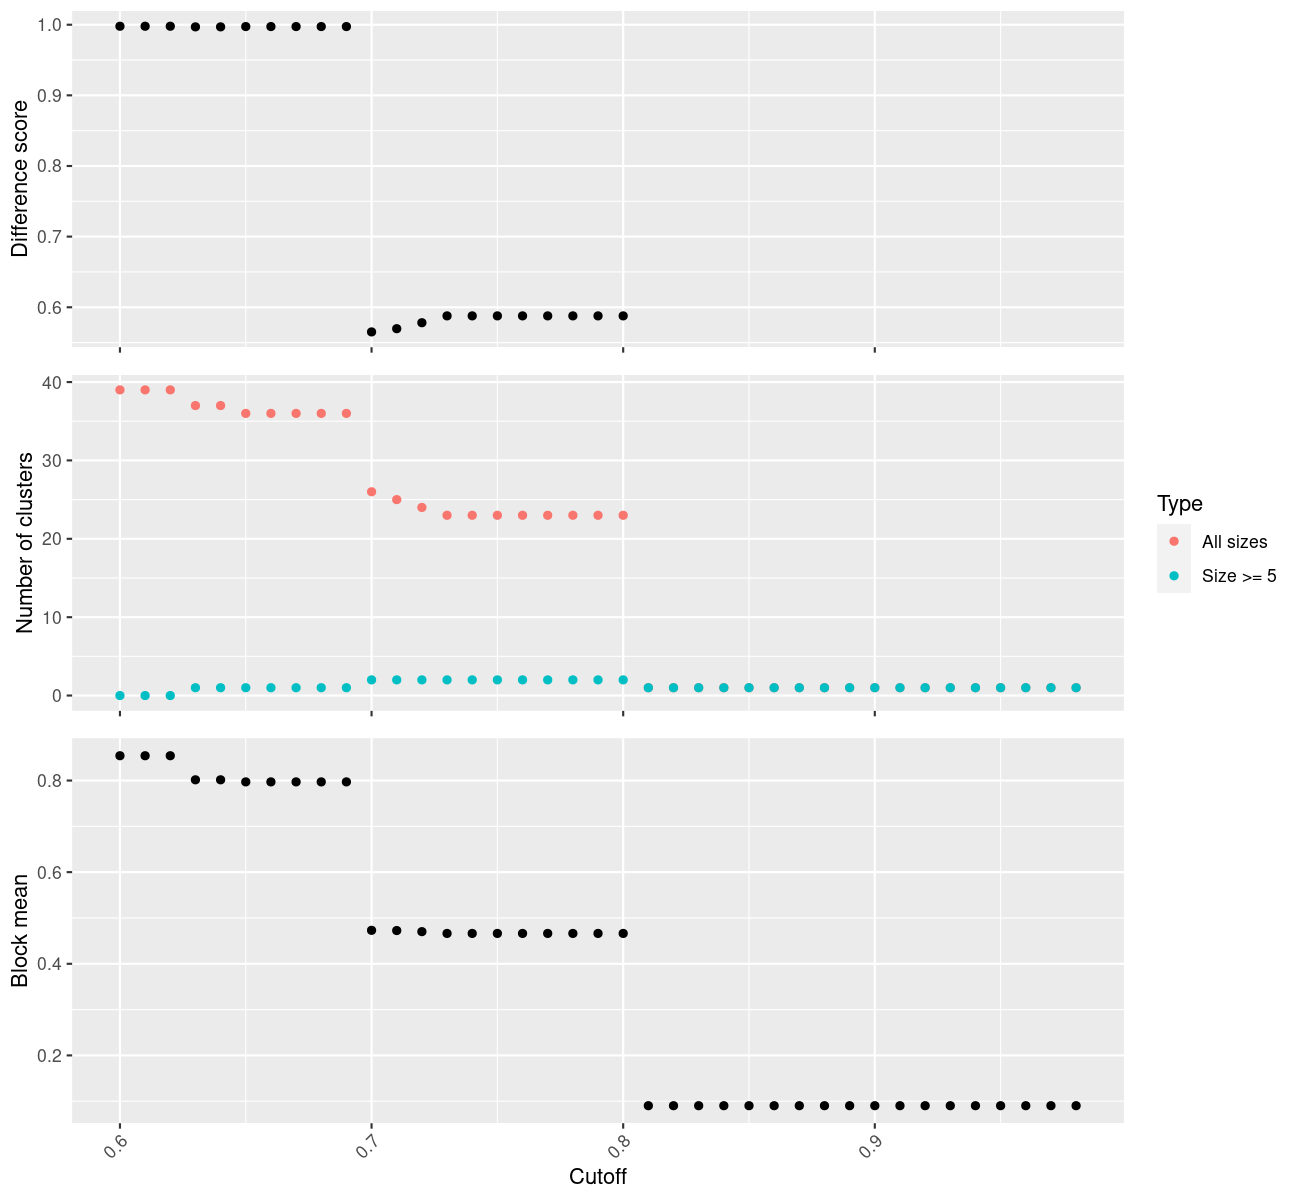 Difference score
1.0
0.9
0.8
0.7
0.6
Number of clusters
40
30
20
10
0
Type
All sizes
Size >= 5
Block mean
0.8
0.6
0.4
0.2
0.6
0.7
0.8
0.9
Cutoff